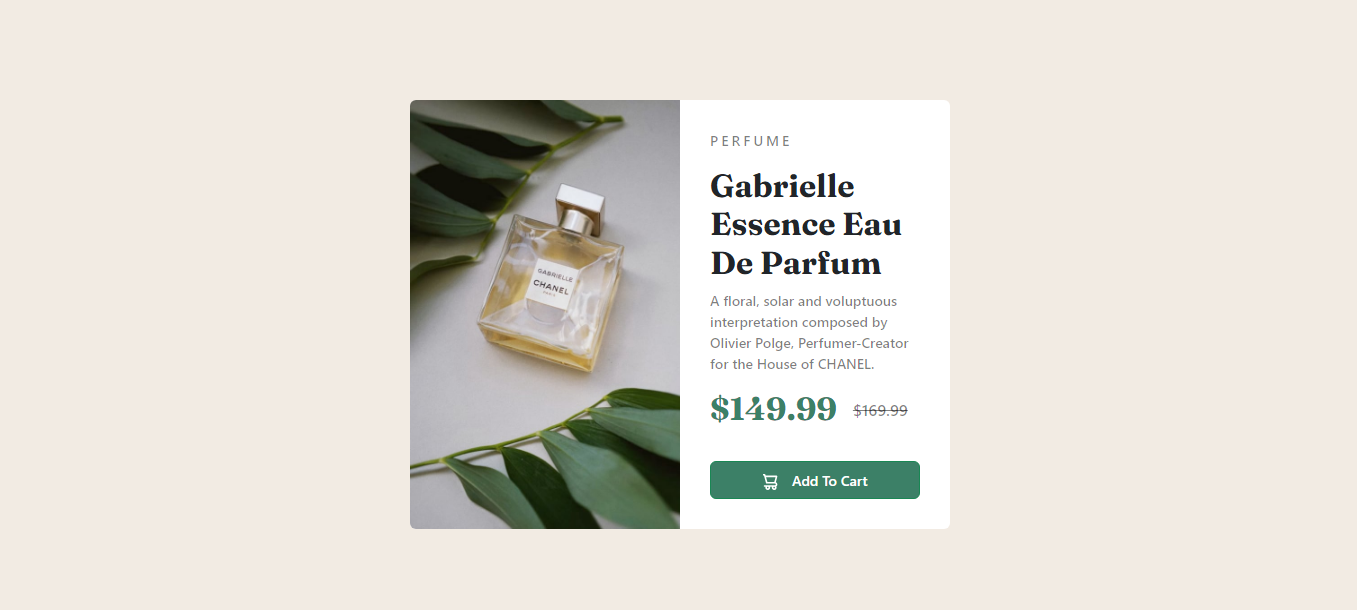 PERFUME
Gabrielle
Essence Eau
De Parfum
A floral, solar and voluptuous
interpretation composed by
Olivier Polge, Perfumer-Creator
for the House of CHANEL.
$149.99 $169.99
Add To Cart
GABRIELLE
CHANEL
PARIS